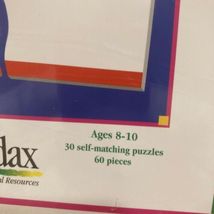 Ages 8-10
30 self-matching puzzles
60 pieces
dax
al Resources